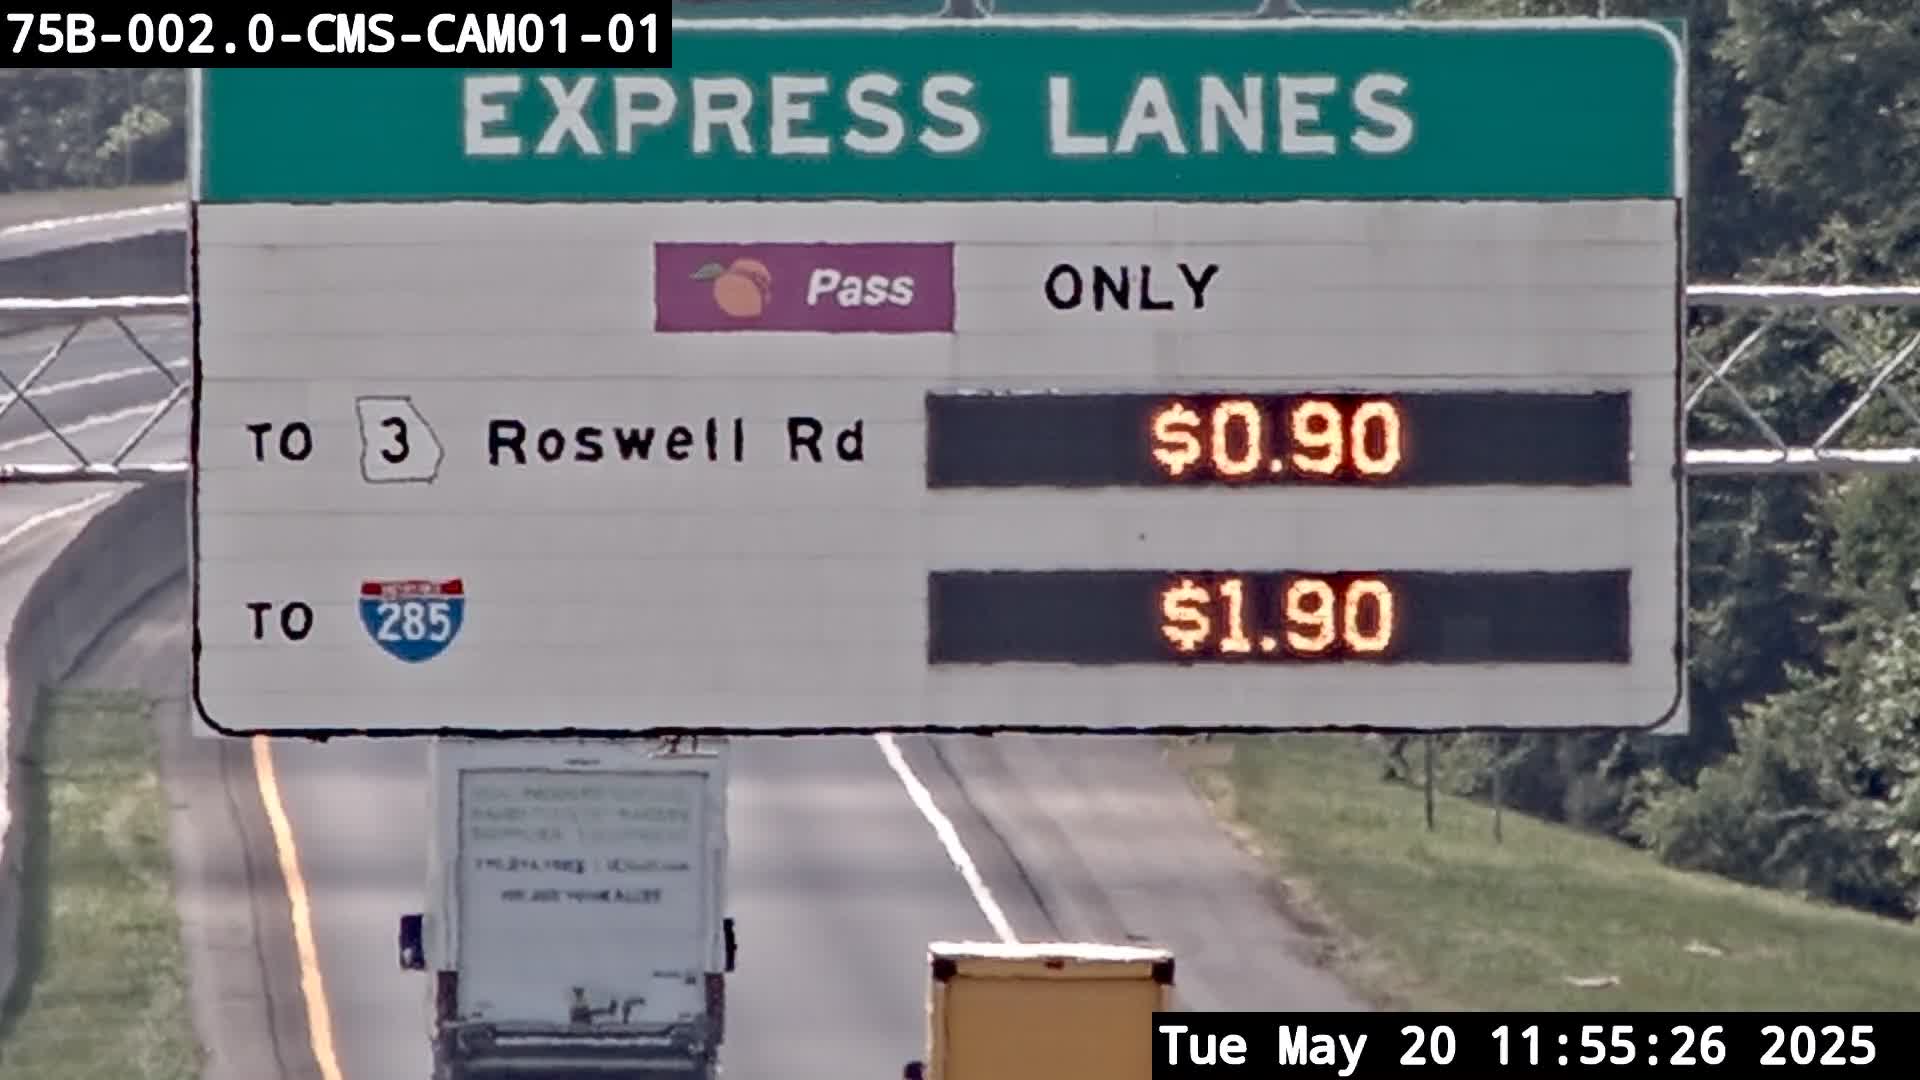 75B-002.0-CMS-CAM01-01
EXPRESS LANES
Pass ONLY
TO 3 Roswell Rd $0.90
TO 285 $1.90
Tue May 20 11:55:26 2025